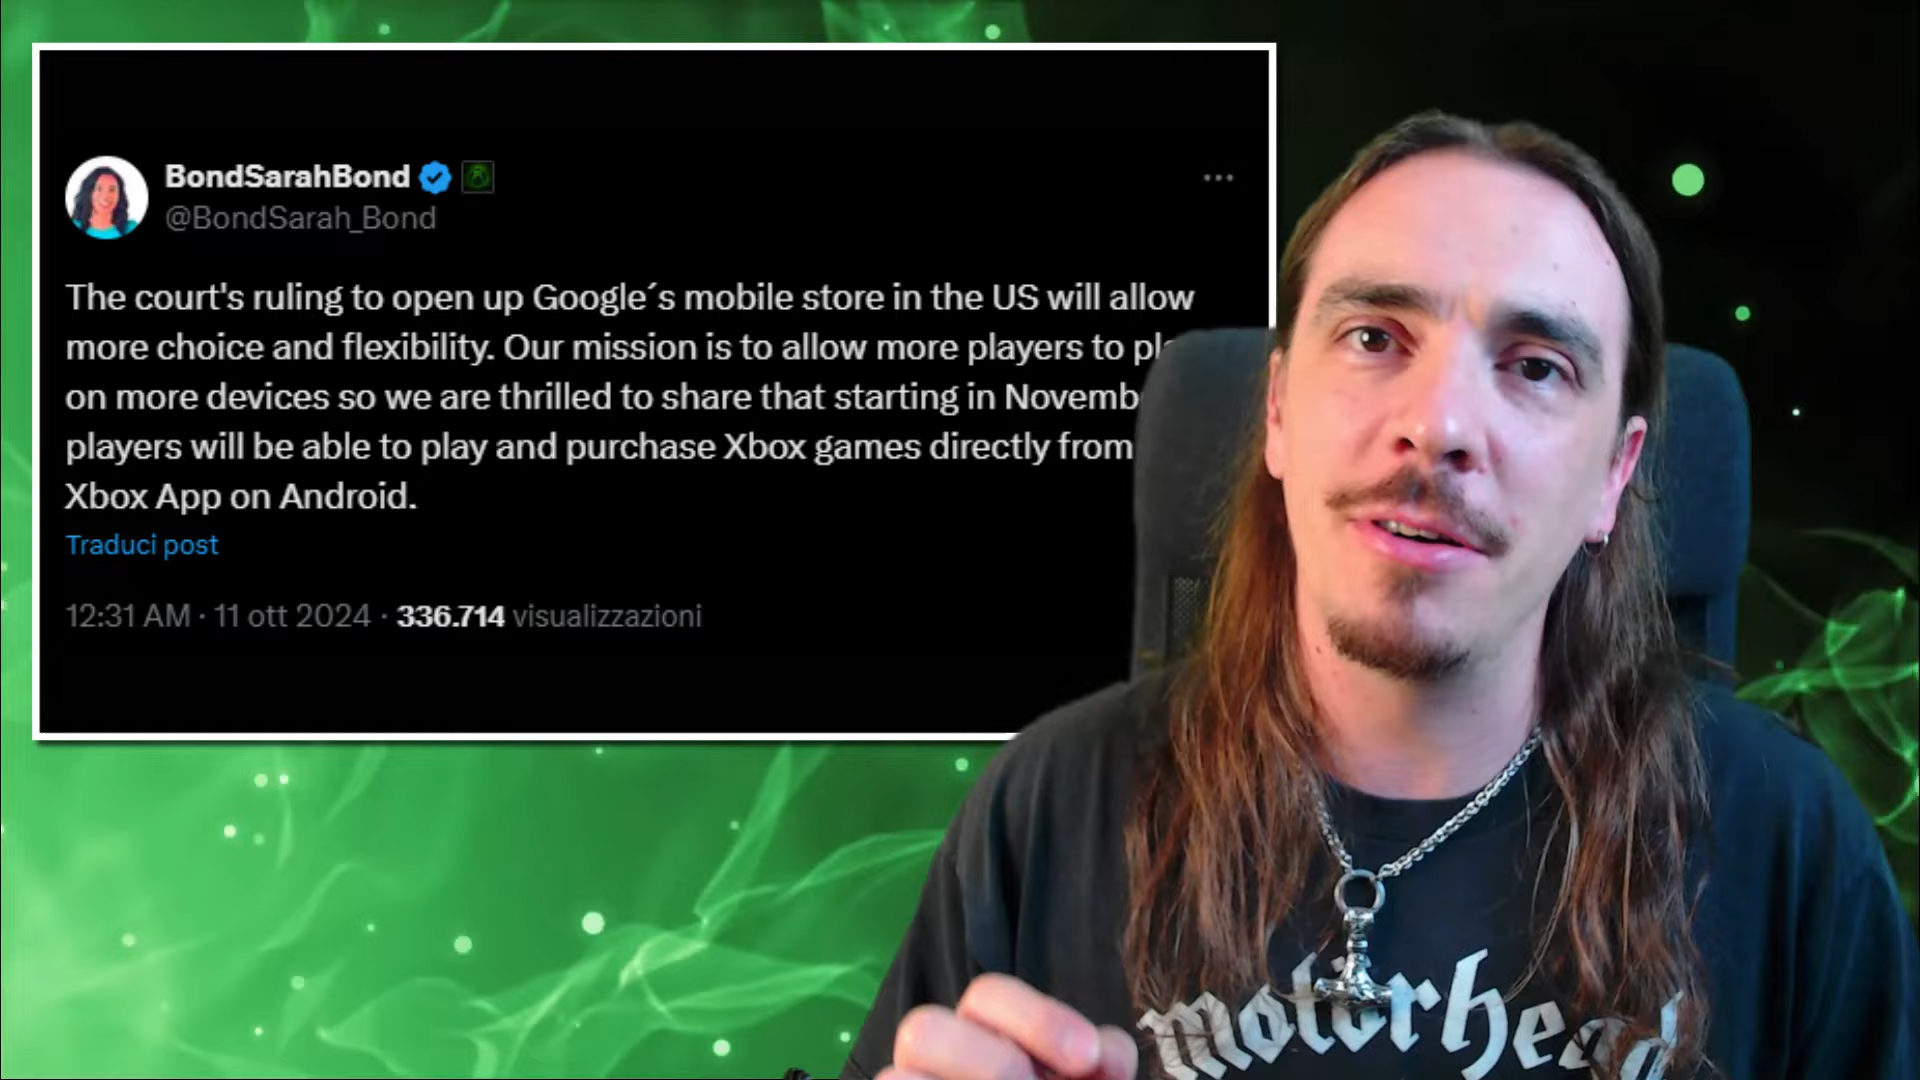 BondSarahBond
@BondSarah_Bond
The court's ruling to open up Google´s mobile store in the US will allow
more choice and flexibility. Our mission is to allow more players to
on more devices so we are thrilled to share that starting in
players will be able to play and purchase Xbox games directly from
Xbox App on Android.
Traduci post
12:31 AM · 11 ott 2024 · 336.714 visualizzazioni
motörhead